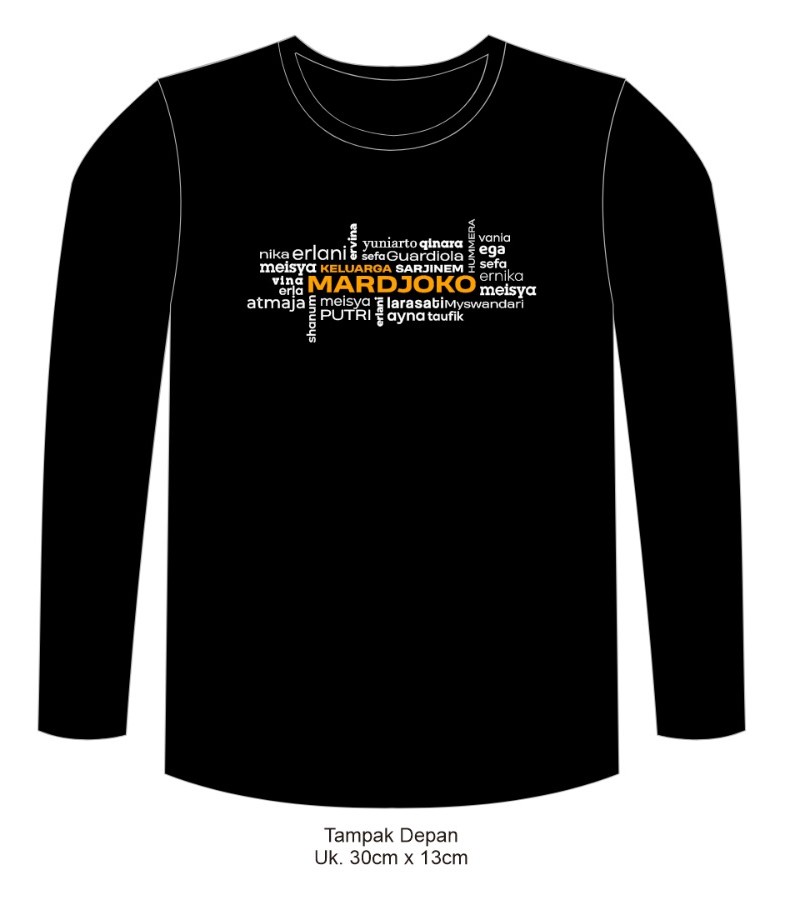 ervina
yuniarto qinara
HUMMERA
vania
nika erlani
sefa Guardiola
ega
meisya KELUARGA SARJINEM
sefa
vina MARDJOKO
ernika
erja
meisya
atmaja
shanum
meisya
erlani
larasati Myswandari
PUTRI
ayna taufik
Tampak Depan
Uk. 30cm x 13cm